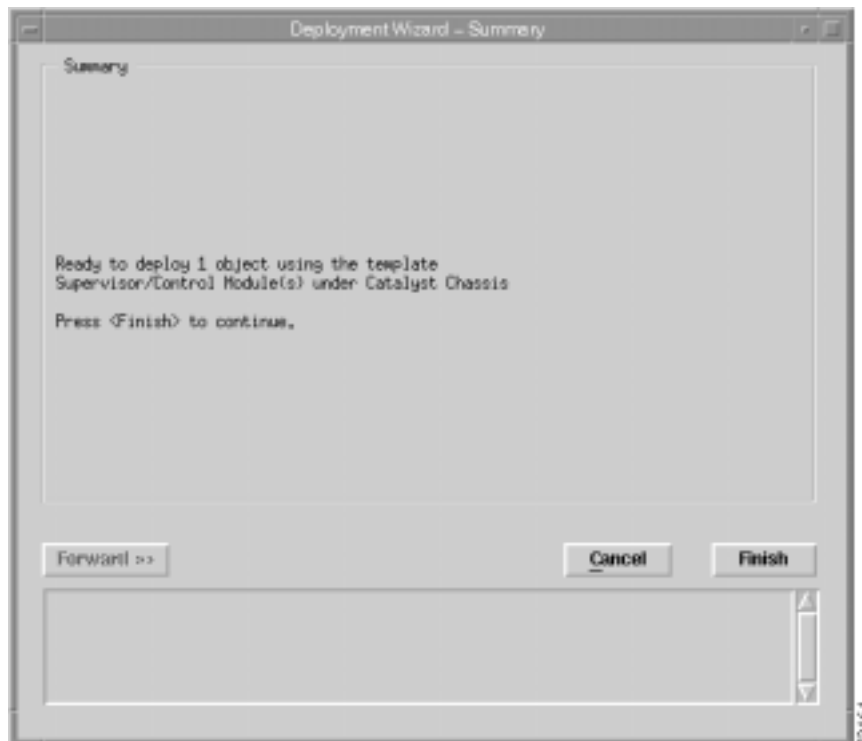 Deployment Wizard – Summary
Summary
Ready to deploy 1 object using the template
Supervisor/Control Module(s) under Catalyst Chassis
Press <Finish> to continue.
Forward >>
Cancel
Finish